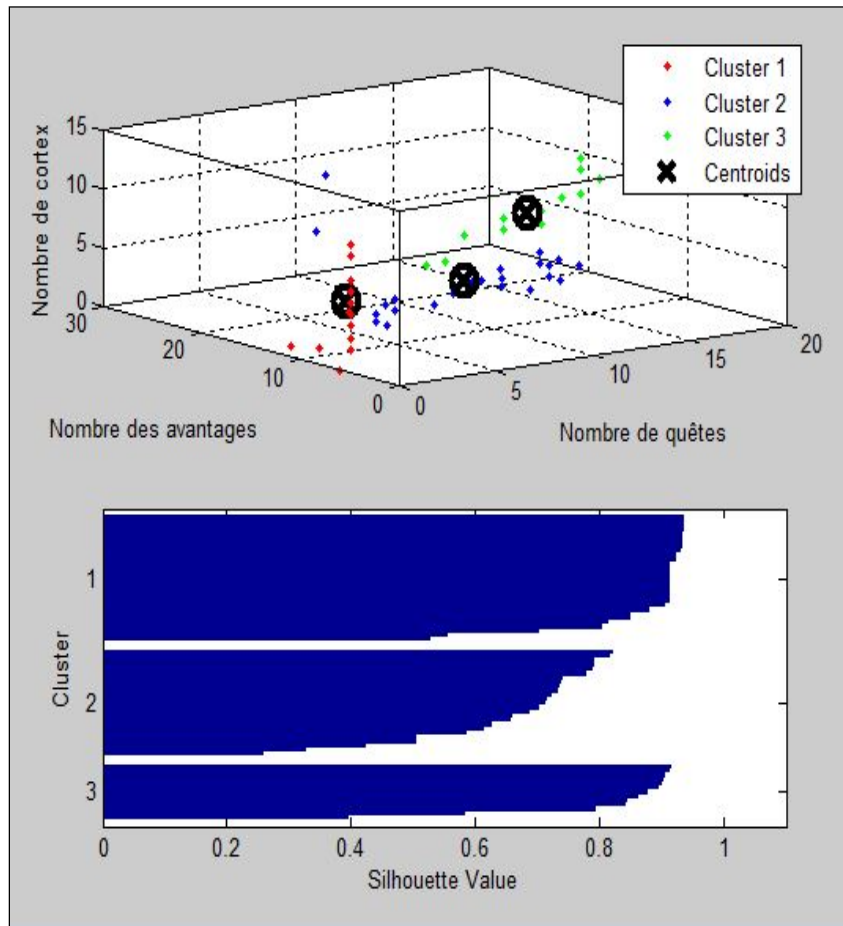 Cluster 1
Cluster 2
Cluster 3
Centroids
Nombre de cortex
15
10
5
0
30
20
10
0
0
5
10
15
20
Nombre des avantages
Nombre de quêtes
Cluster
1
2
3
0
0.2
0.4
0.6
0.8
1
Silhouette Value